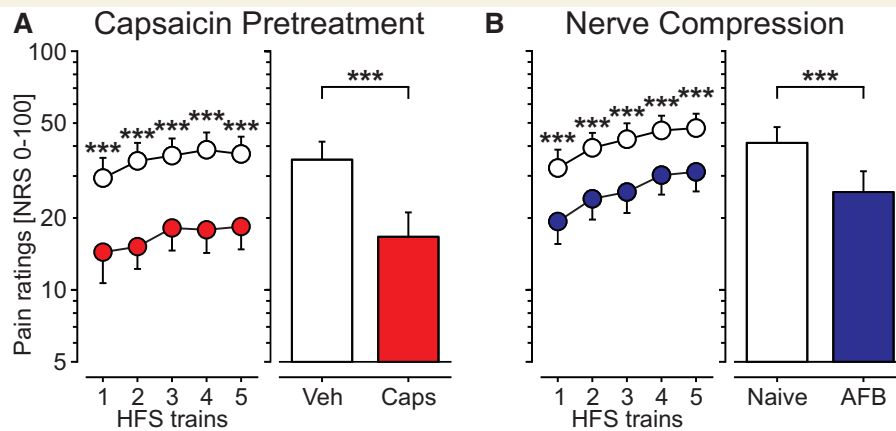 A Capsaicin Pretreatment
B Nerve Compression
Pain ratings [NRS 0-100]
100
50
20
10
5
*** *** *** *** ***
***
*** *** *** *** ***
***
1 2 3 4 5
HFS trains
Veh Caps
1 2 3 4 5
HFS trains
Naive AFB